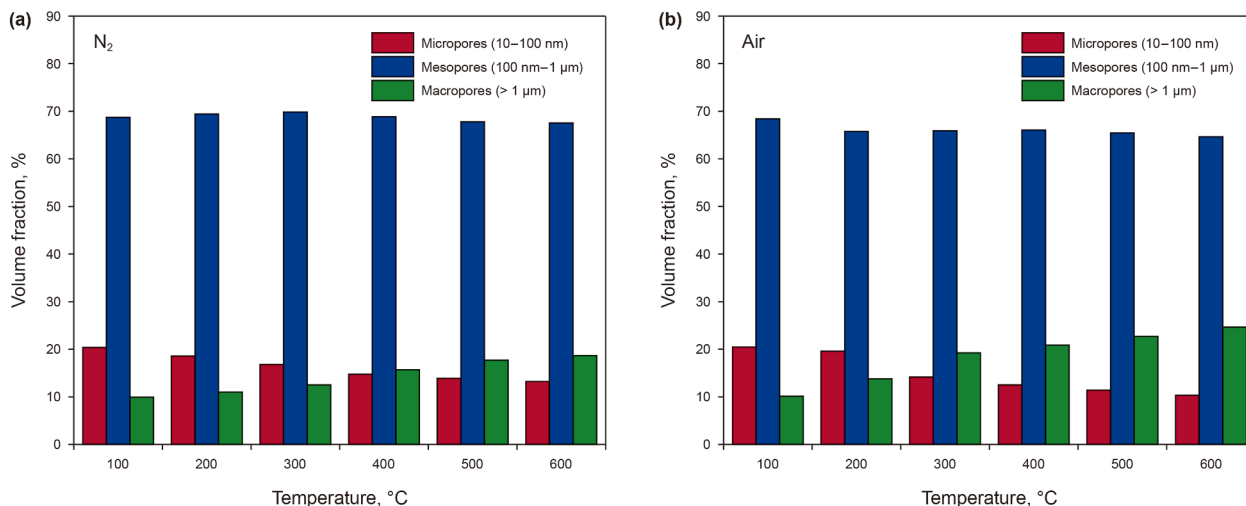 (a)
N₂
Micropores (10–100 nm)
Mesopores (100 nm–1 μm)
Macropores (> 1 μm)
Volume fraction, %
90
80
70
60
50
40
30
20
10
0
100 200 300 400 500 600
Temperature, °C
(b)
Air
Micropores (10–100 nm)
Mesopores (100 nm–1 μm)
Macropores (> 1 μm)
Volume fraction, %
90
80
70
60
50
40
30
20
10
0
100 200 300 400 500 600
Temperature, °C